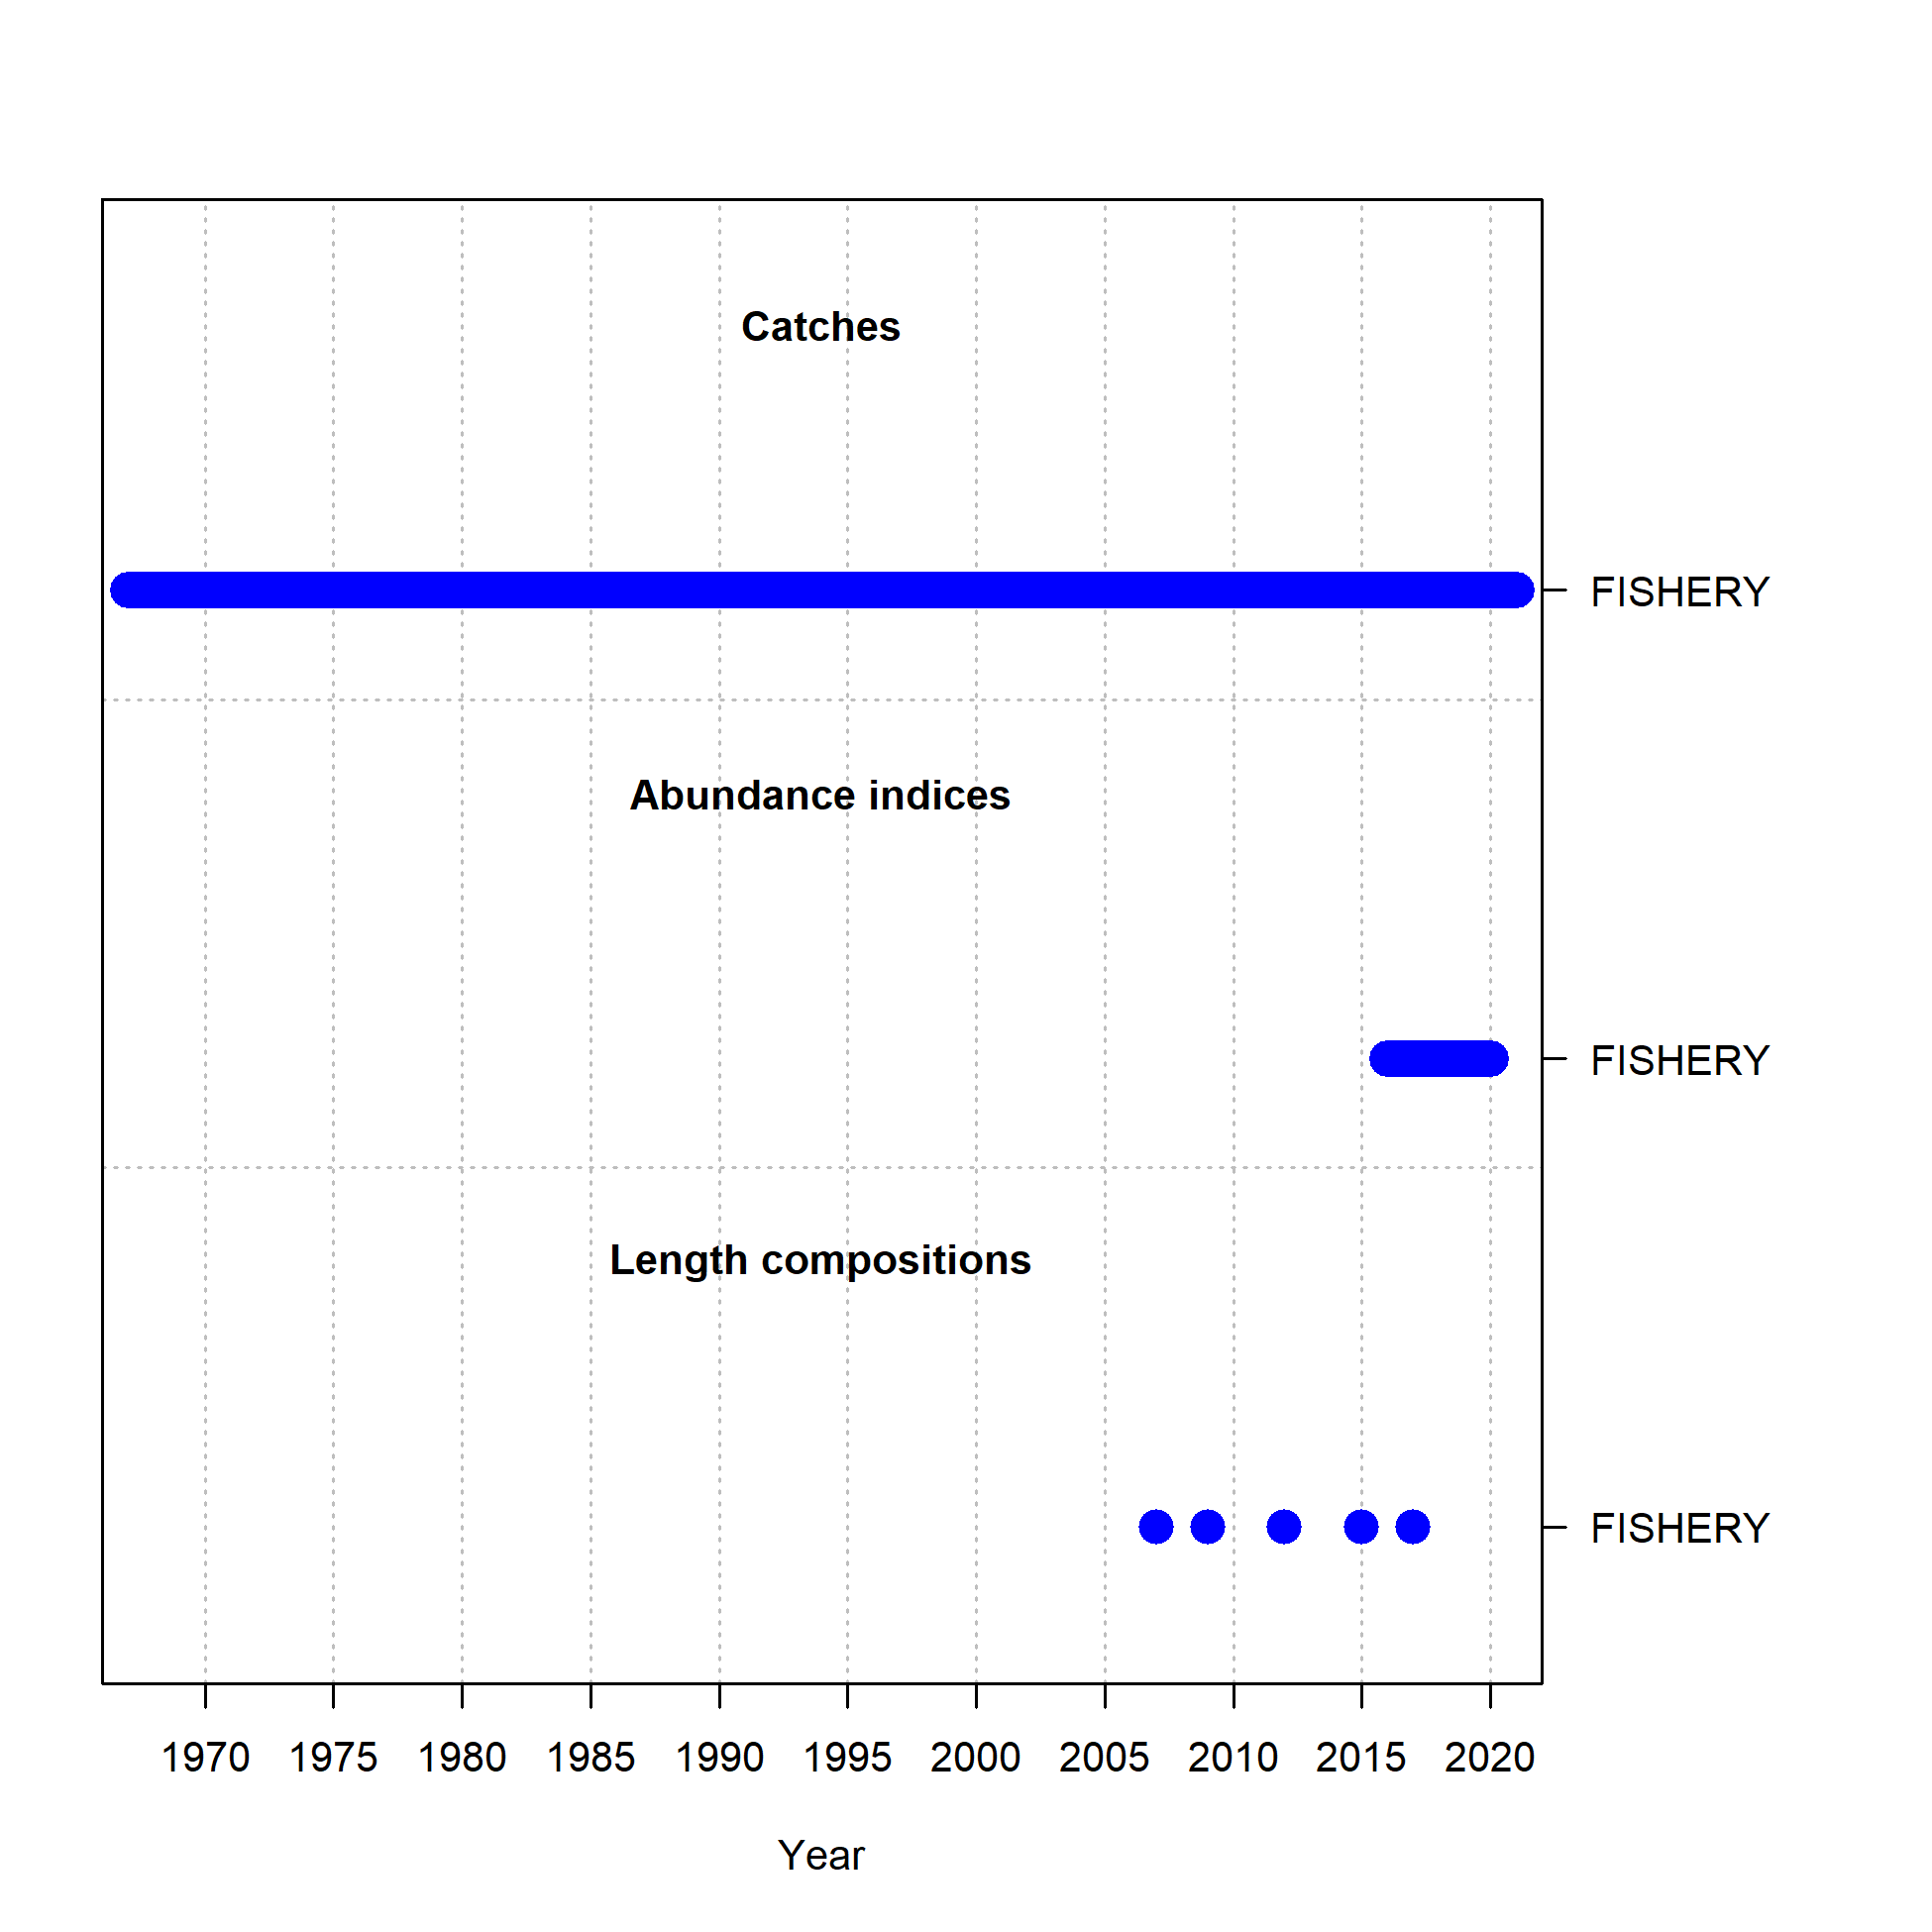 Catches
FISHERY
Abundance indices
FISHERY
Length compositions
FISHERY
1970 1975 1980 1985 1990 1995 2000 2005 2010 2015 2020
Year